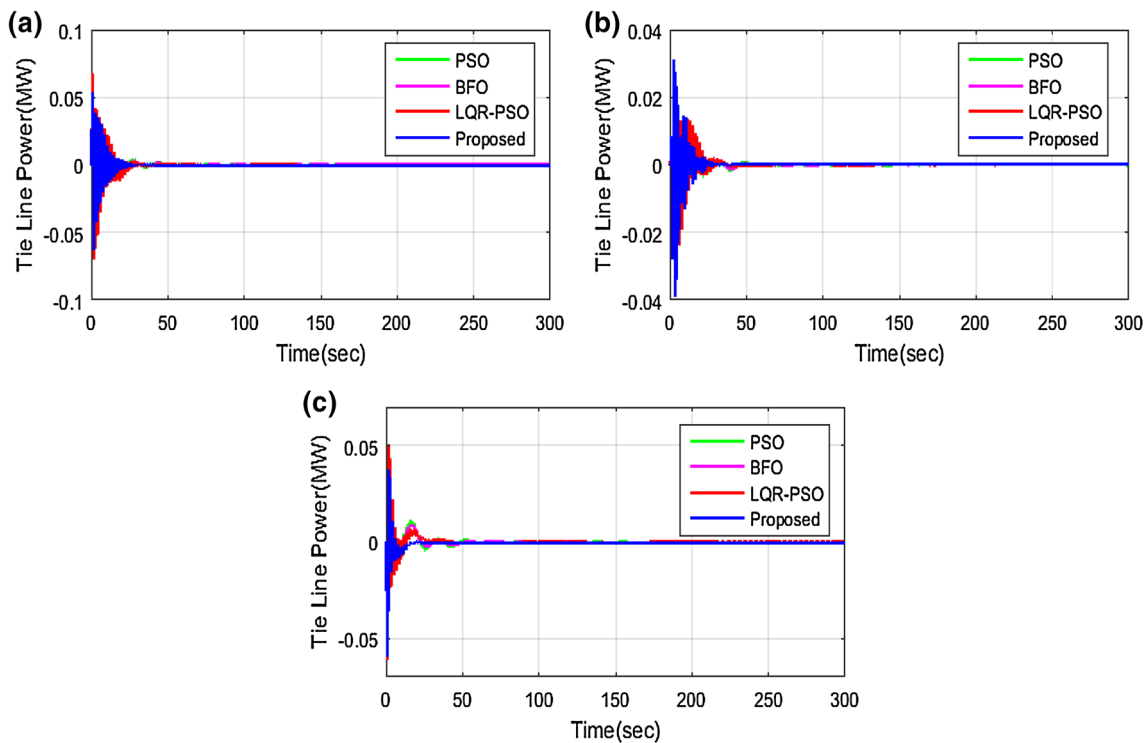 (a)
0.1
0.05
0
-0.05
-0.1
Tie Line Power(MW)
PSO
BFO
LQR-PSO
Proposed
0 50 100 150 200 250 300
Time(sec)
(b)
0.04
0.02
0
-0.02
-0.04
Tie Line Power(MW)
PSO
BFO
LQR-PSO
Proposed
0 50 100 150 200 250 300
Time(sec)
(c)
0.05
0
-0.05
Tie Line Power(MW)
PSO
BFO
LQR-PSO
Proposed
0 50 100 150 200 250 300
Time(sec)